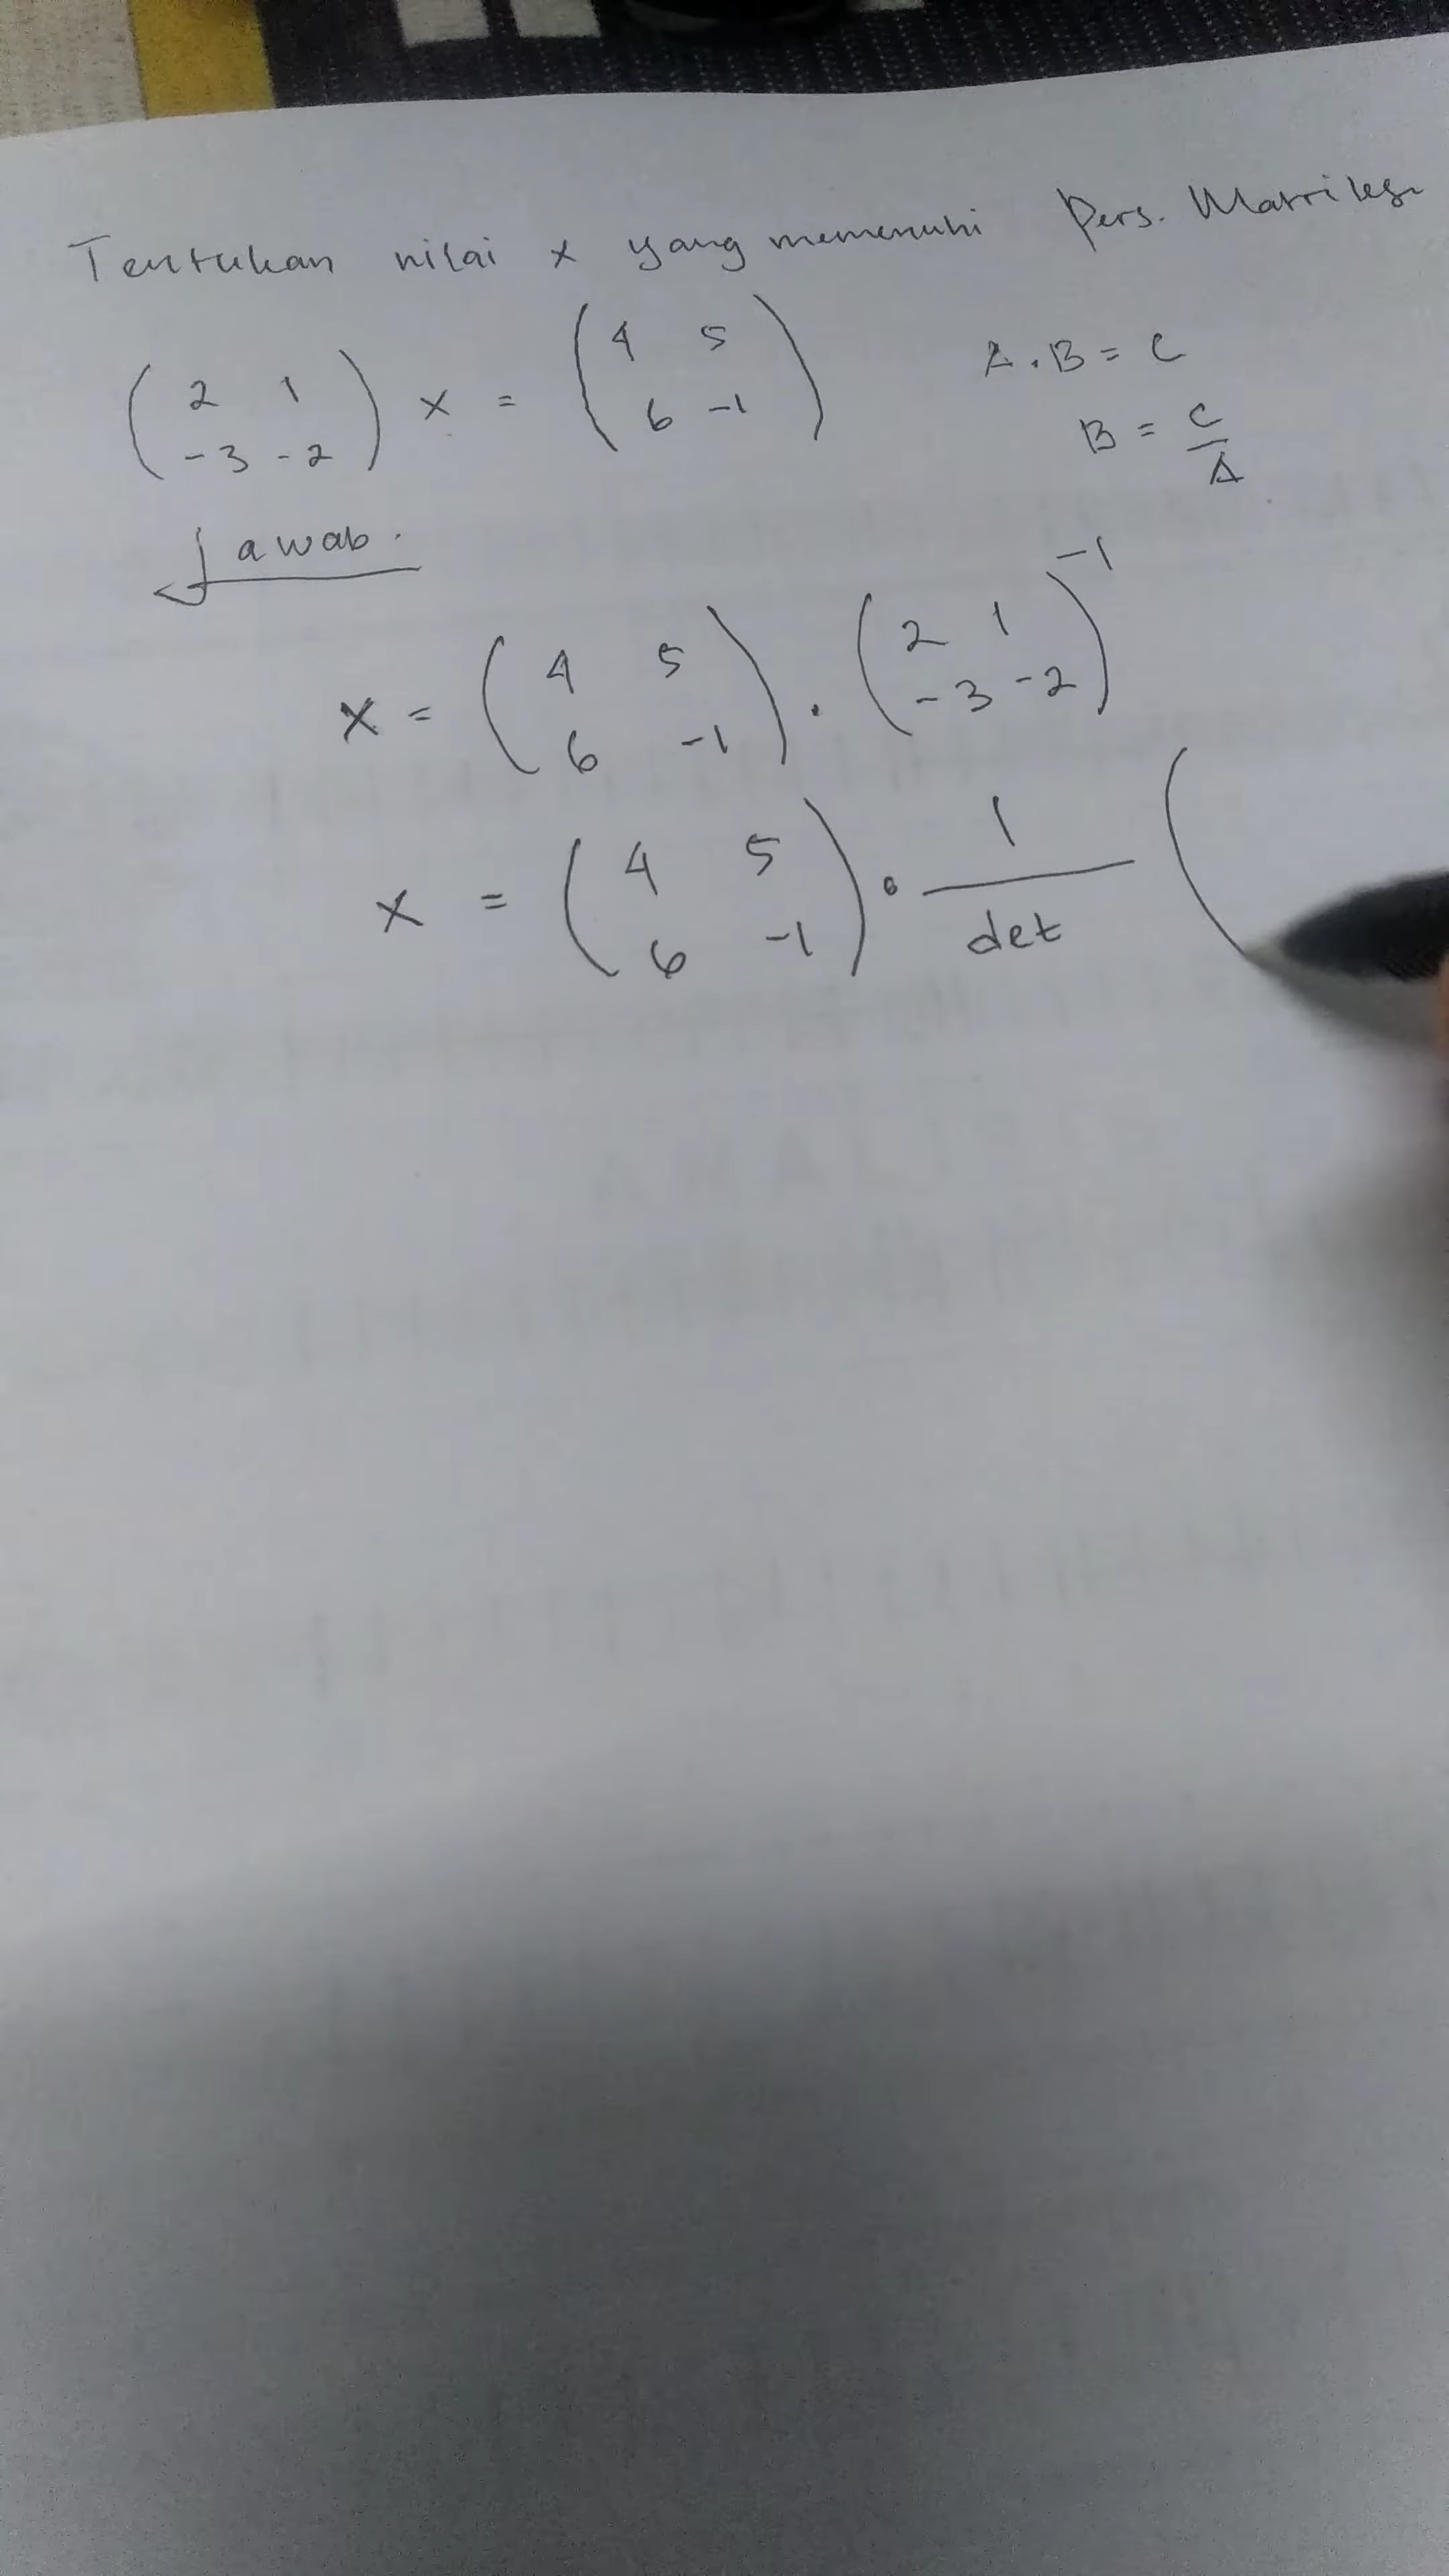 Tentukan nilai x yang memenuhi Pers. Matriks
( 2 1 ) x = ( 4 5 ) A . B = C
( -3 -2 ) ( 6 -1 ) B = C/A
Jawab.
x = ( 4 5 ) . ( 2 1 ) -1
( 6 -1 ) ( -3 -2 )
x = ( 4 5 ) . 1 (
( 6 -1 ) det